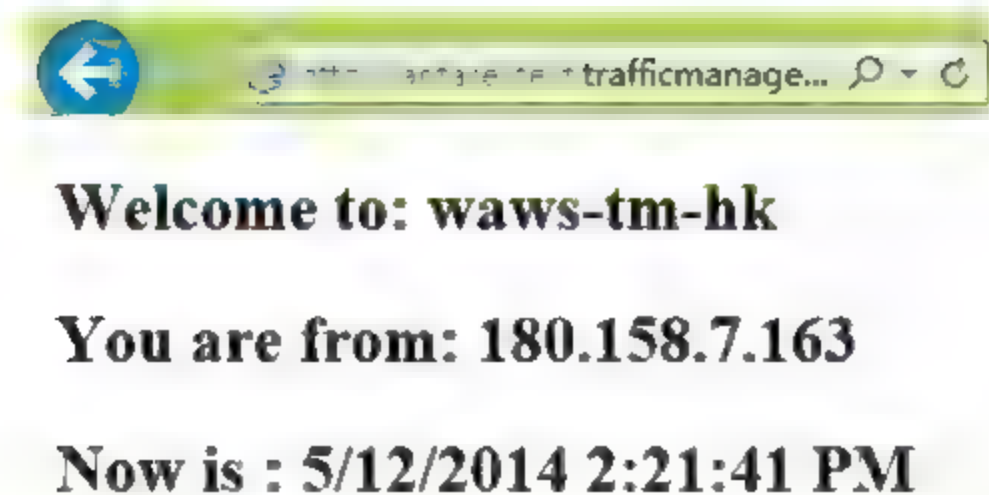 trafficmanage...
Welcome to: waws-tm-hk
You are from: 180.158.7.163
Now is : 5/12/2014 2:21:41 PM